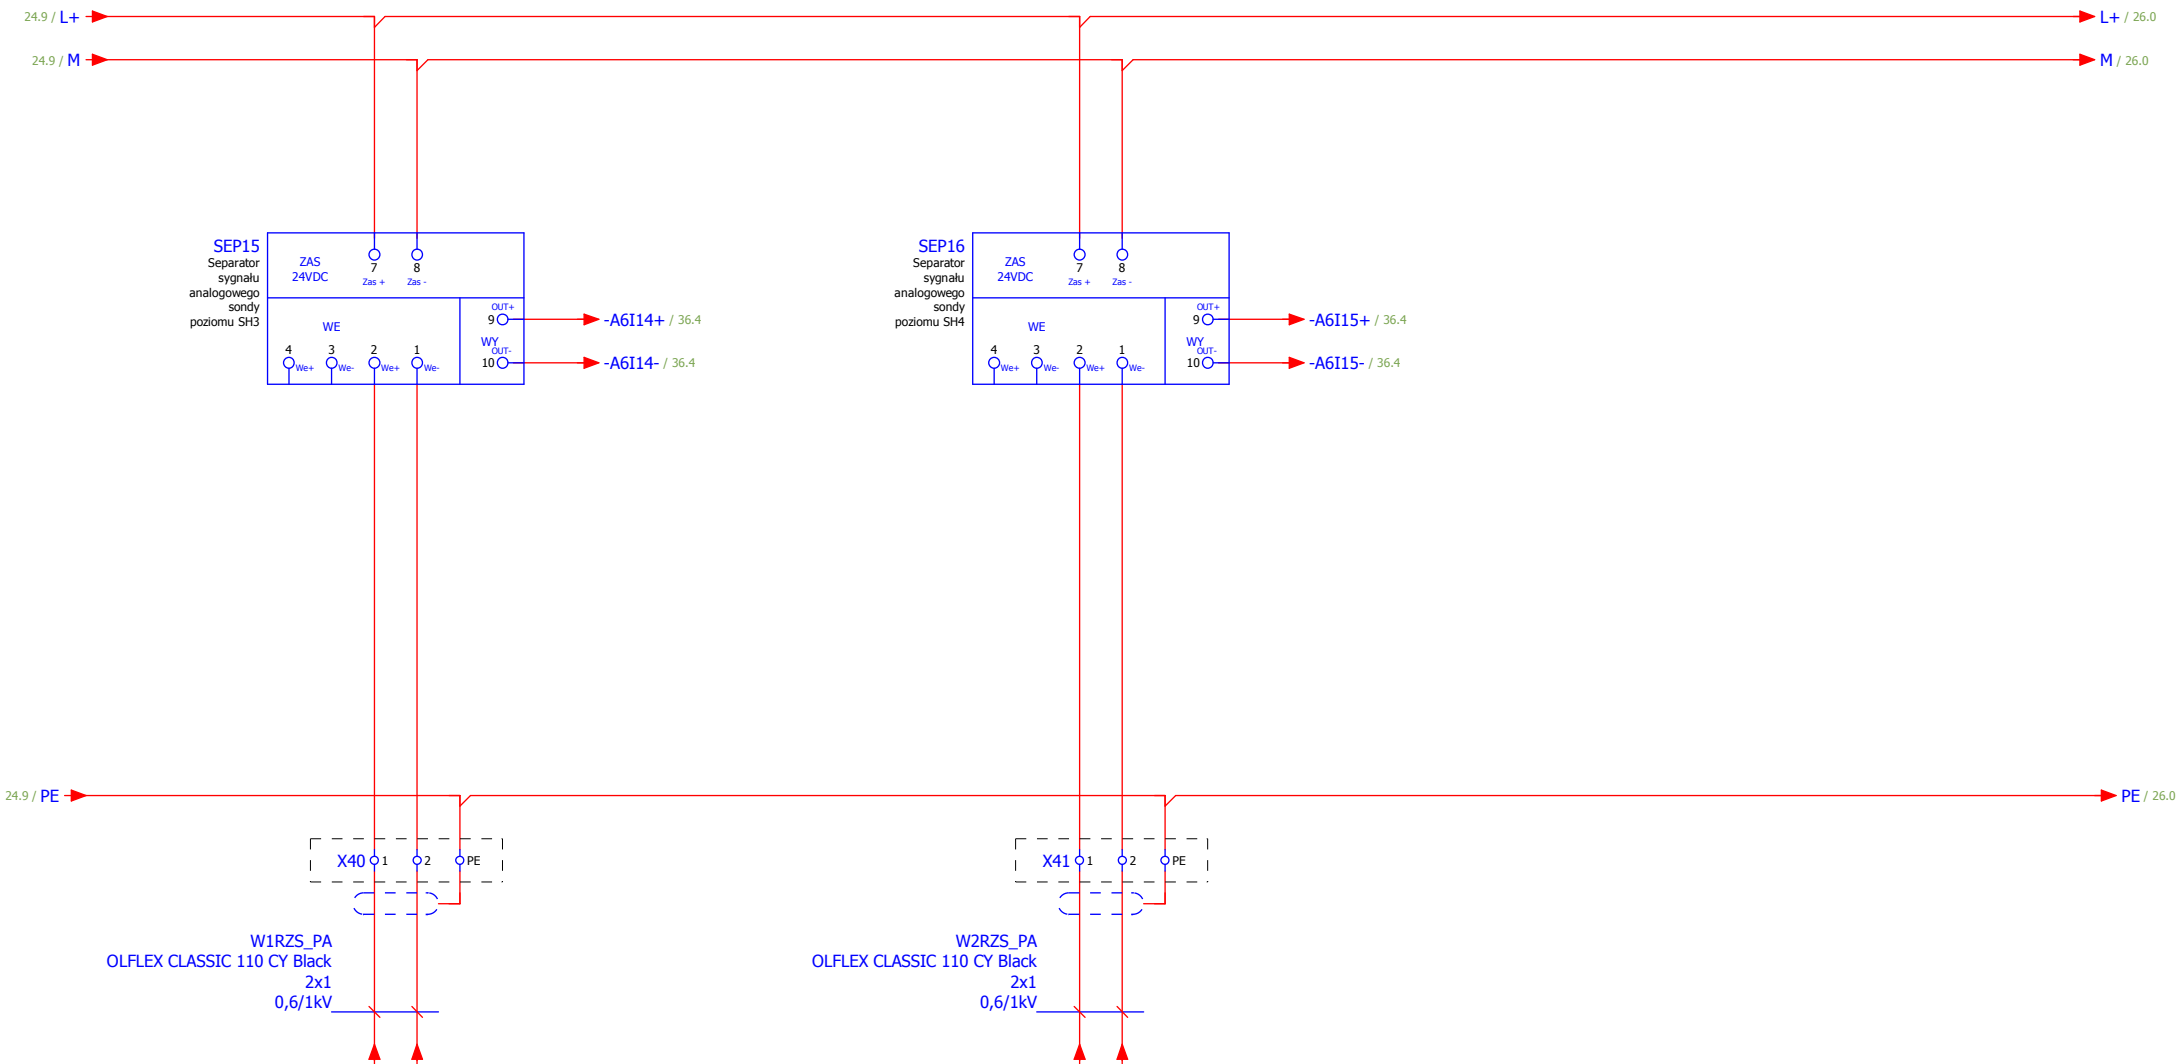 24.9 / L+
L+ / 26.0
24.9 / M
M / 26.0
SEP15
Separator
sygnału
analogowego
sondy
poziomu SH3
ZAS
24VDC
7
Zas +
8
Zas -
WE
4
We+
3
We-
2
We+
1
We-
OUT+
9
WY
OUT-
10
-A6I14+ / 36.4
-A6I14- / 36.4
SEP16
Separator
sygnału
analogowego
sondy
poziomu SH4
ZAS
24VDC
7
Zas +
8
Zas -
WE
4
We+
3
We-
2
We+
1
We-
OUT+
9
WY
OUT-
10
-A6I15+ / 36.4
-A6I15- / 36.4
24.9 / PE
PE / 26.0
X40 1 2 PE
X41 1 2 PE
W1RZS_PA
OLFLEX CLASSIC 110 CY Black
2x1
0,6/1kV
W2RZS_PA
OLFLEX CLASSIC 110 CY Black
2x1
0,6/1kV